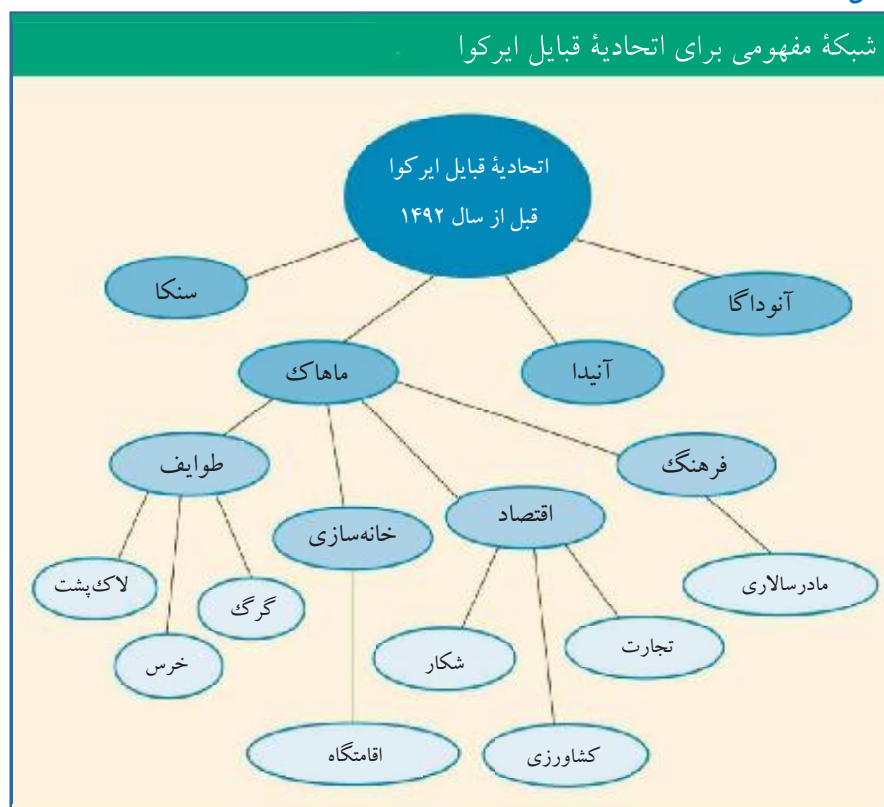 شبکهٔ مفهومی برای اتحادیهٔ قبایل ایرکوا
اتحادیهٔ قبایل ایرکوا
قبل از سال ۱۴۹۲
آنوداگا
آنیدا
ماهاک
سنکا
فرهنگ
اقتصاد
خانه‌سازی
طوایف
مادرسالاری
تجارت
کشاورزی
شکار
اقامتگاه
گرگ
خرس
لاک‌پشت